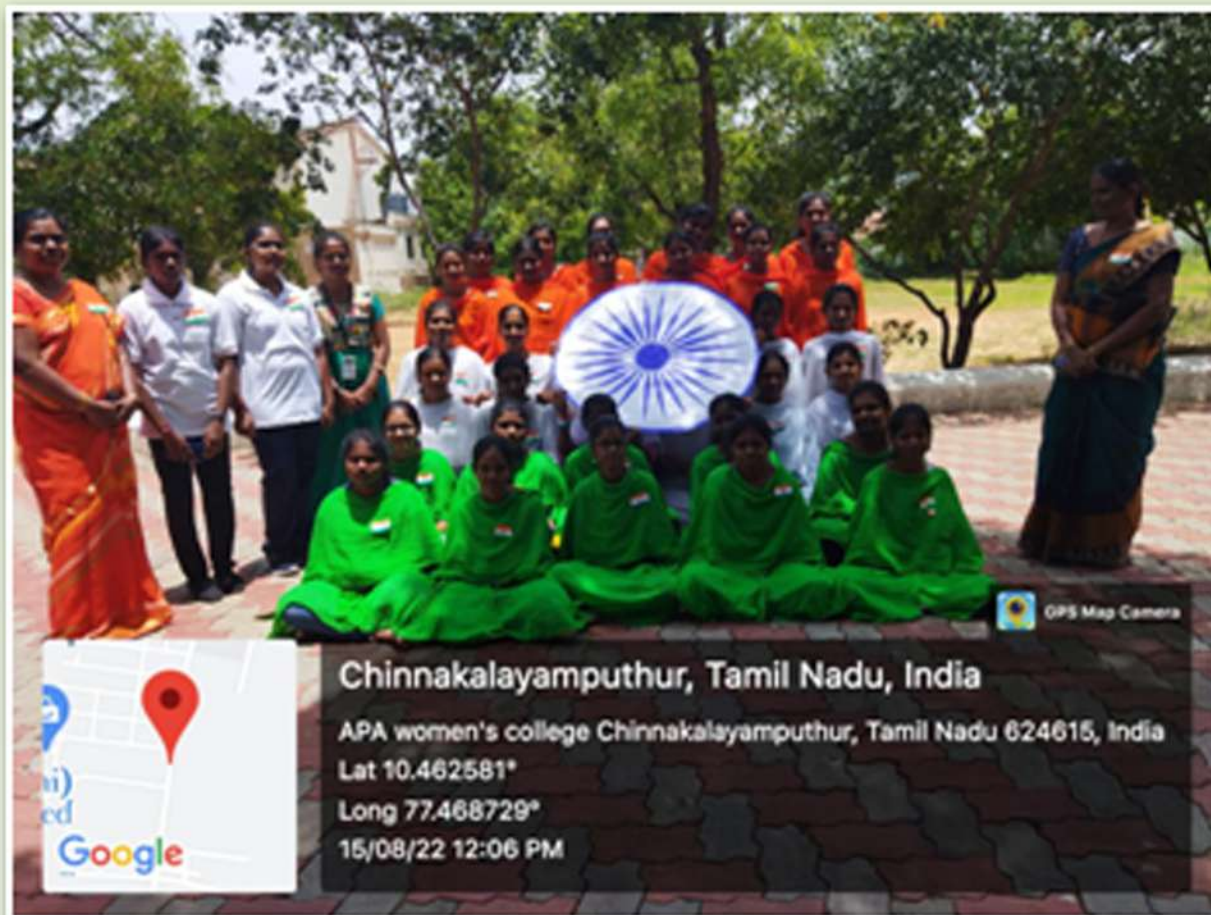 GPS Map Camera
Chinnakalayamputhur, Tamil Nadu, India
APA women's college Chinnakalayamputhur, Tamil Nadu 624615, India
Lat 10.462581°
Long 77.468729°
15/08/22 12:06 PM
Google